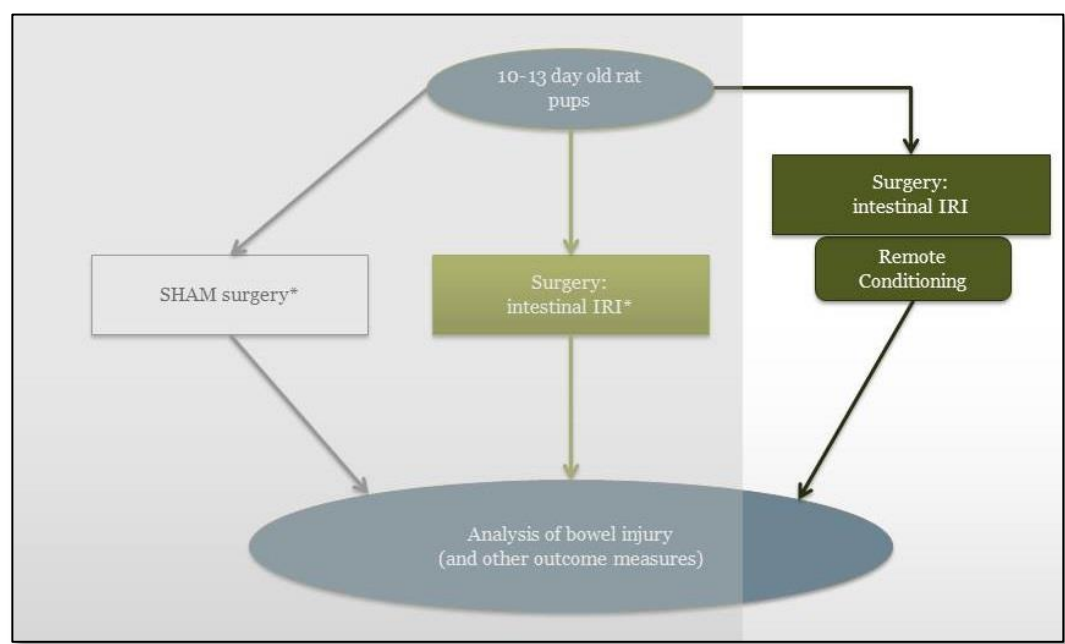 10-13 day old rat
pups
Surgery:
intestinal IRI
Remote
Conditioning
SHAM surgery*
Surgery:
intestinal IRI*
Analysis of bowel injury
(and other outcome measures)